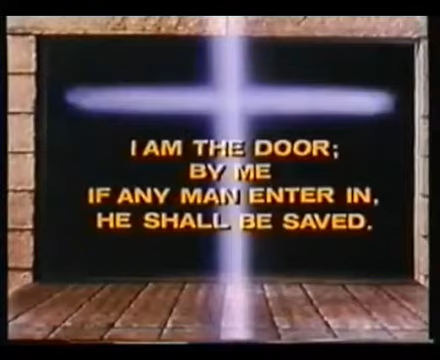 I AM THE DOOR;
BY ME
IF ANY MAN ENTER IN,
HE SHALL BE SAVED.